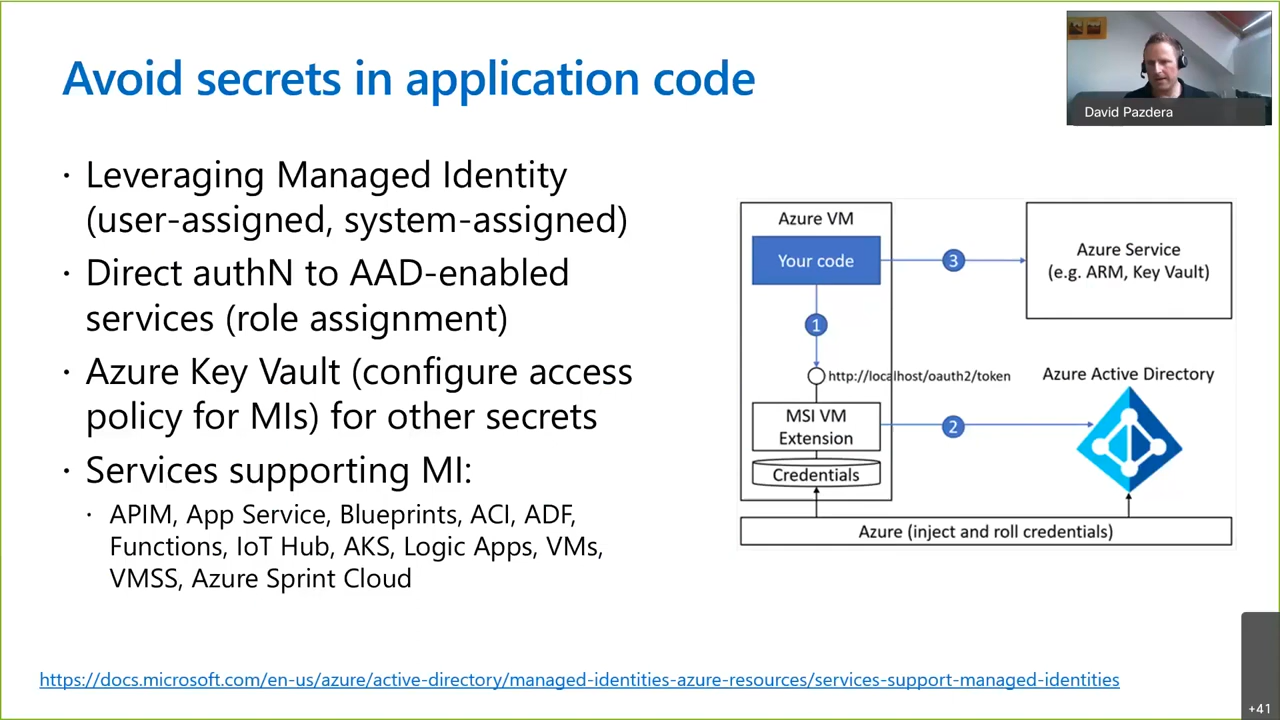 Avoid secrets in application code
David Pazdera
· Leveraging Managed Identity
(user-assigned, system-assigned)
· Direct authN to AAD-enabled
services (role assignment)
· Azure Key Vault (configure access
policy for MIs) for other secrets
· Services supporting MI:
· APIM, App Service, Blueprints, ACI, ADF,
Functions, IoT Hub, AKS, Logic Apps, VMs,
VMSS, Azure Sprint Cloud
Azure VM
Your code
3
Azure Service
(e.g. ARM, Key Vault)
1
http://localhost/oauth2/token
Azure Active Directory
MSI VM
Extension
2
Credentials
Azure (inject and roll credentials)
https://docs.microsoft.com/en-us/azure/active-directory/managed-identities-azure-resources/services-support-managed-identities
+41